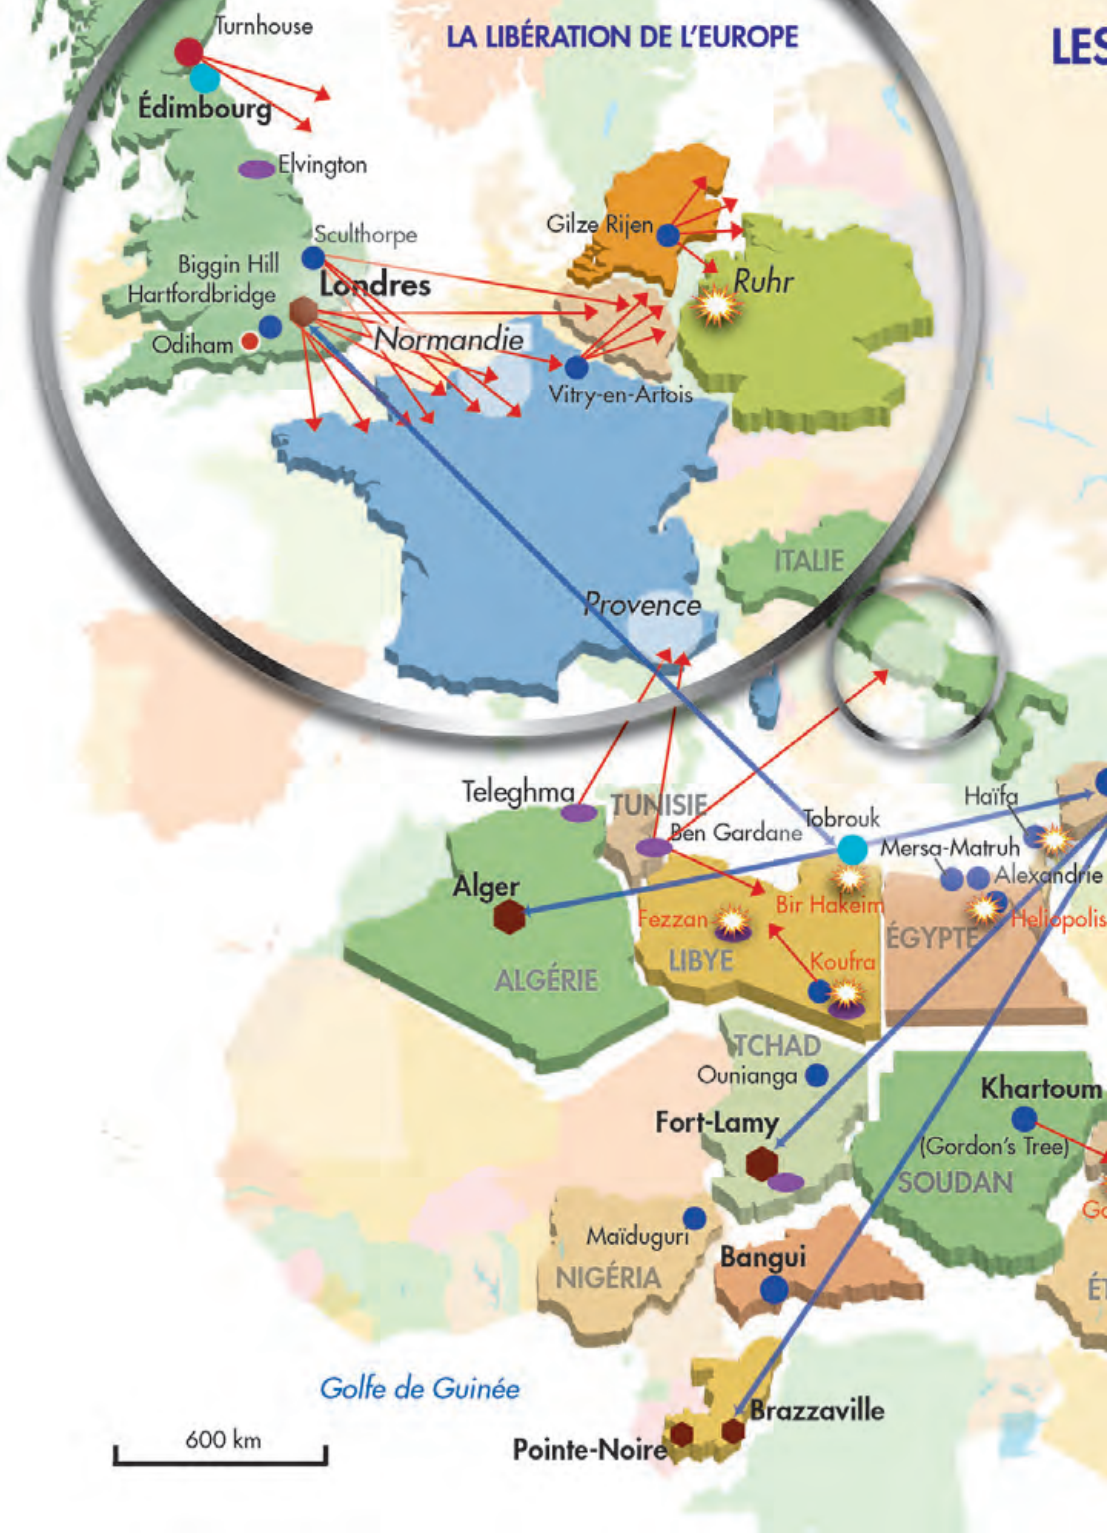 Turnhouse
LA LIBÉRATION DE L'EUROPE
LES
Édimbourg
Elvington
Gilze Rijen
Sculthorpe
Biggin Hill
Londres
Ruhr
Hartfordbridge
Odiham
Normandie
Vitry-en-Artois
ITALIE
Provence
Teleghma
TUNISIE
Haïfa
Ben Gardane
Tobrouk
Mersa-Matruh
Alexandrie
Alger
Fezzan
Bir Hakeim
Heliopolis
ÉGYPTE
LIBYE
Koufra
ALGÉRIE
TCHAD
Ounianga
Khartoum
Fort-Lamy
(Gordon's Tree)
SOUDAN
Go
Maïduguri
Bangui
NIGÉRIA
ÉT
Golfe de Guinée
Brazzaville
600 km
Pointe-Noire